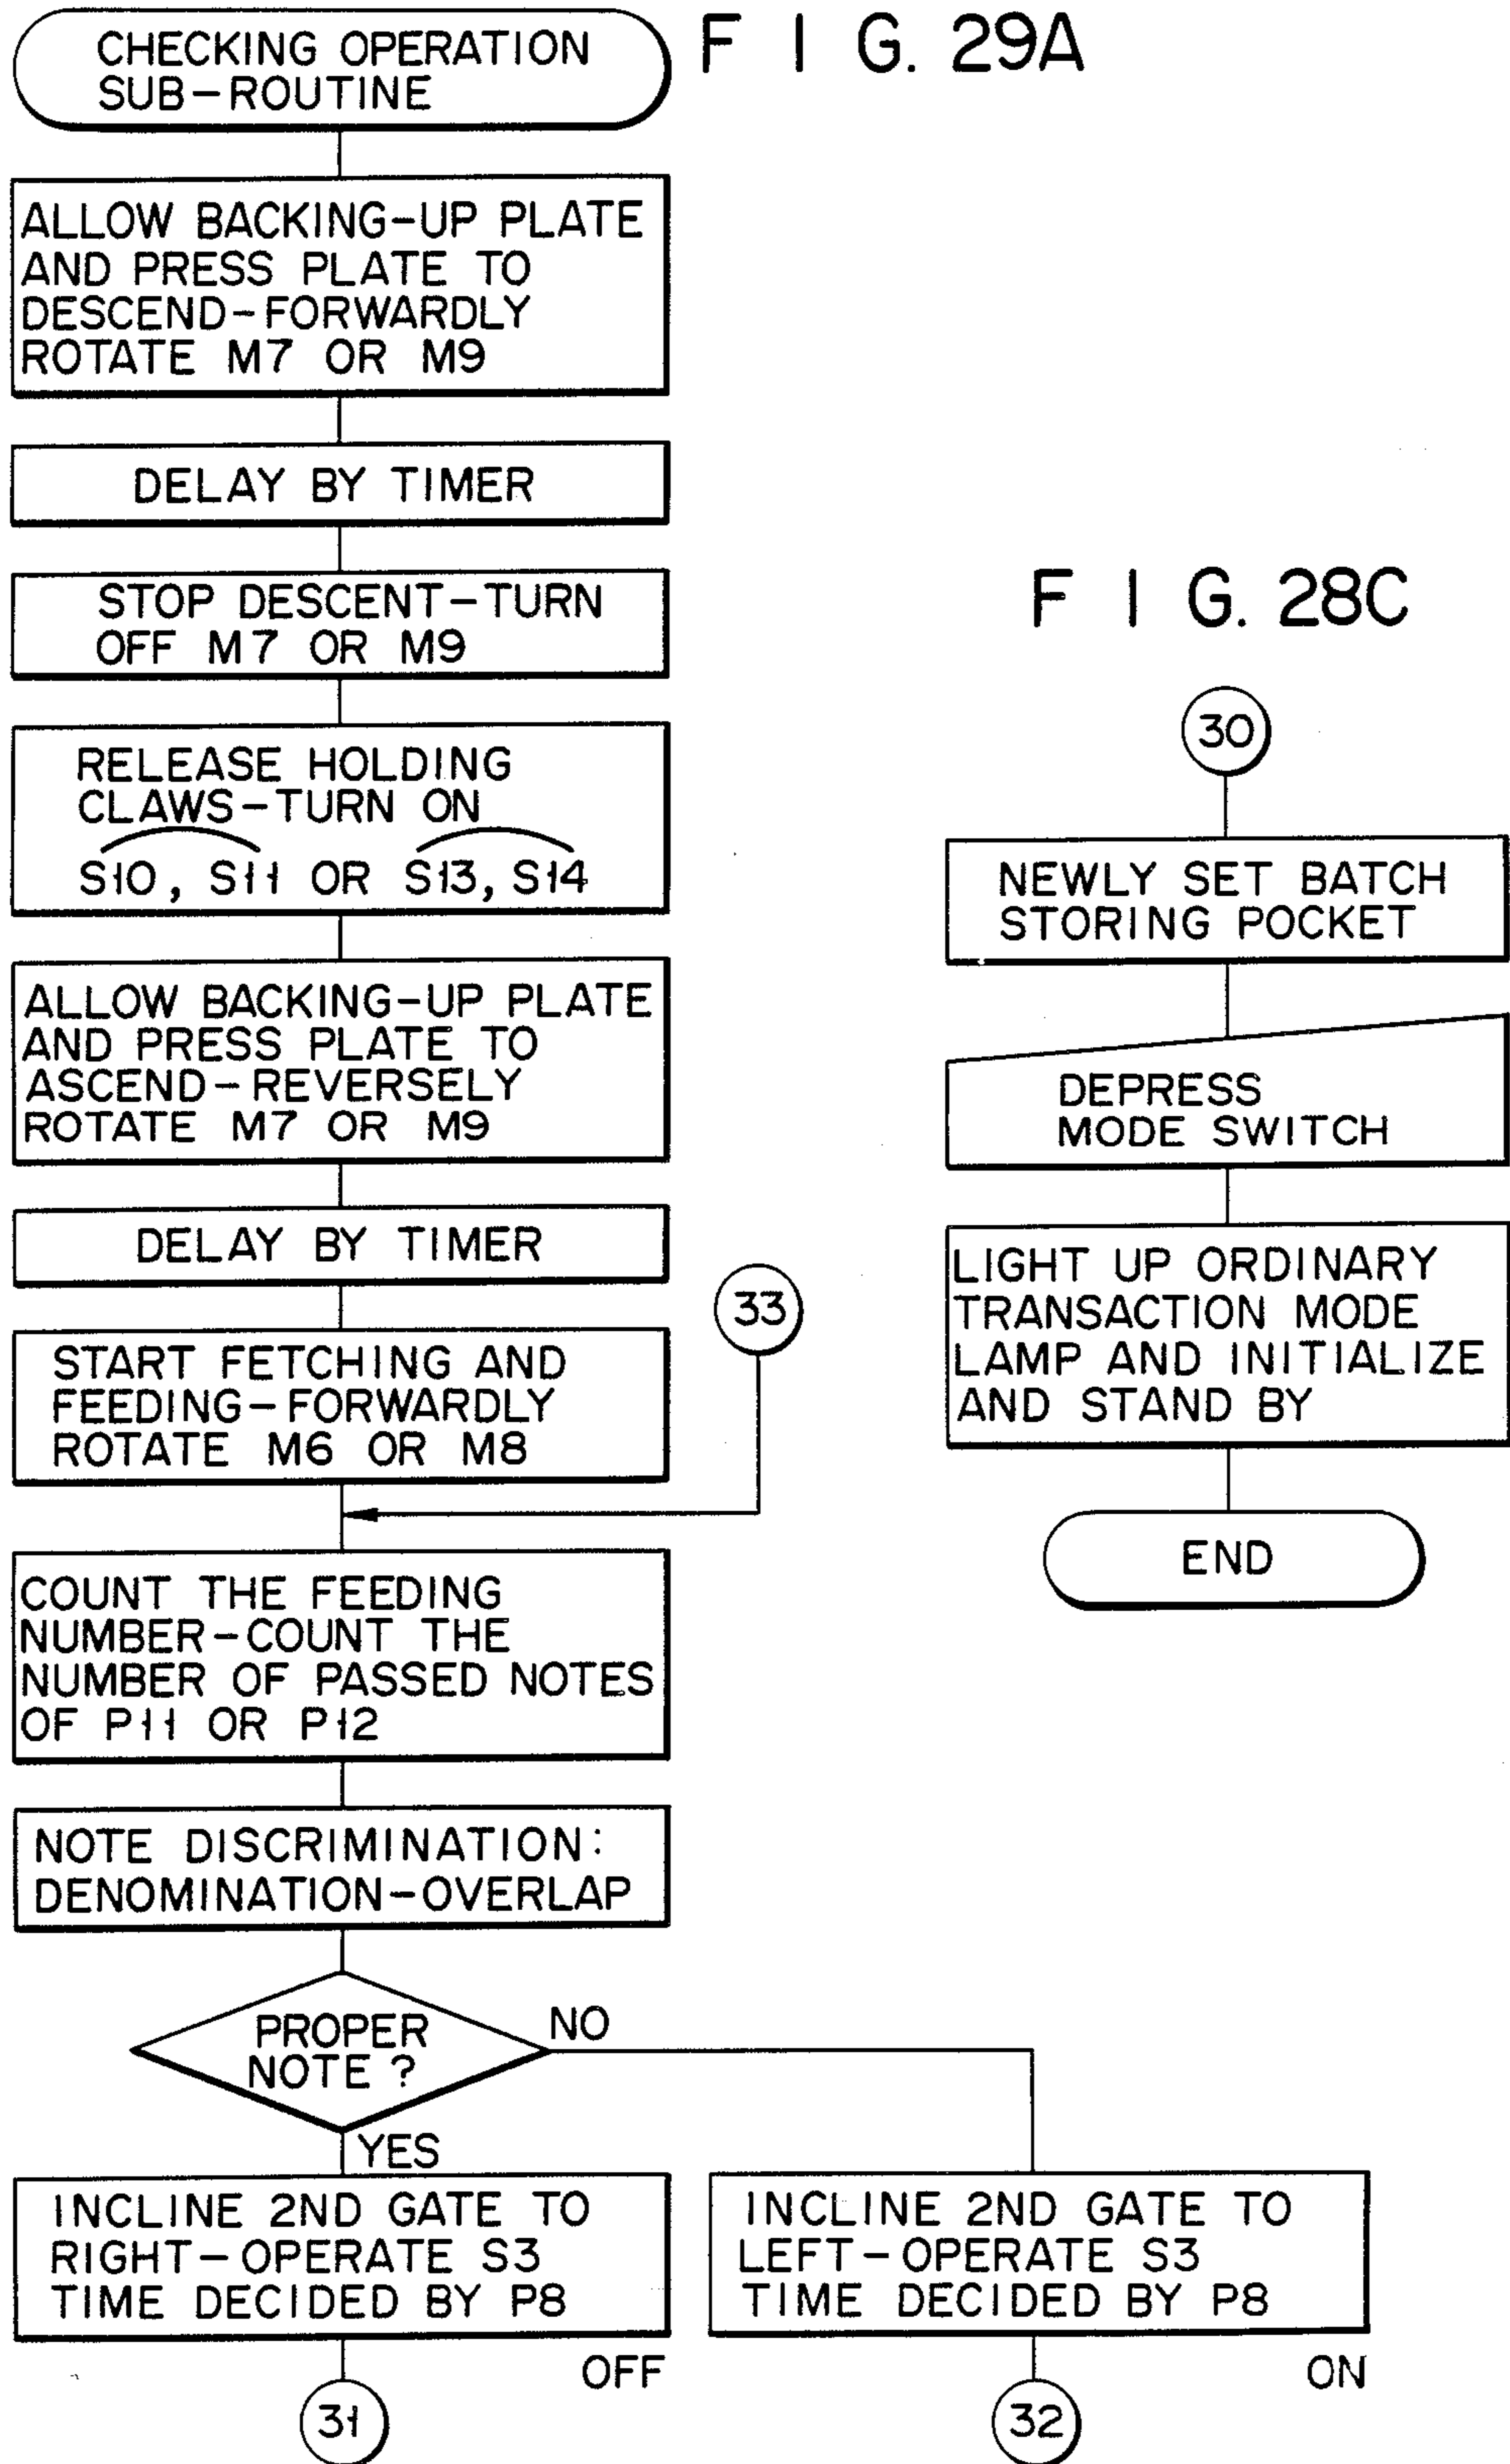 F I G. 29A
CHECKING OPERATION
SUB-ROUTINE
ALLOW BACKING-UP PLATE
AND PRESS PLATE TO
DESCEND-FORWARDLY
ROTATE M7 OR M9
DELAY BY TIMER
STOP DESCENT-TURN
OFF M7 OR M9
RELEASE HOLDING
CLAWS-TURN ON
S10, S11 OR S13, S14
ALLOW BACKING-UP PLATE
AND PRESS PLATE TO
ASCEND-REVERSELY
ROTATE M7 OR M9
DELAY BY TIMER
33
START FETCHING AND
FEEDING-FORWARDLY
ROTATE M6 OR M8
COUNT THE FEEDING
NUMBER-COUNT THE
NUMBER OF PASSED NOTES
OF P11 OR P12
NOTE DISCRIMINATION:
DENOMINATION-OVERLAP
PROPER
NOTE ?
NO
YES
INCLINE 2ND GATE TO
RIGHT-OPERATE S3
TIME DECIDED BY P8
OFF
31
INCLINE 2ND GATE TO
LEFT-OPERATE S3
TIME DECIDED BY P8
ON
32
F I G. 28C
30
NEWLY SET BATCH
STORING POCKET
DEPRESS
MODE SWITCH
LIGHT UP ORDINARY
TRANSACTION MODE
LAMP AND INITIALIZE
AND STAND BY
END